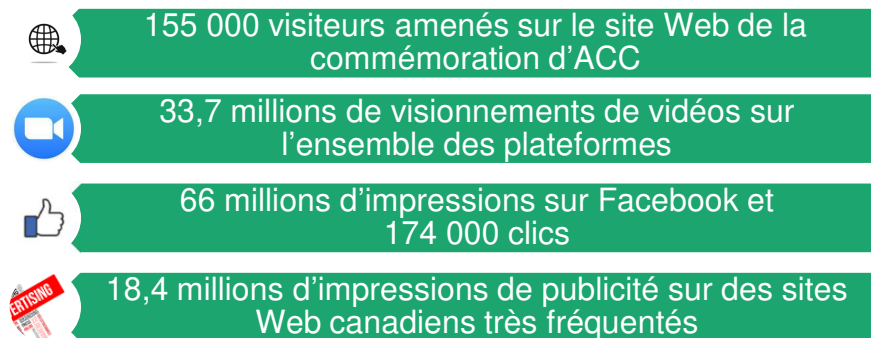 155 000 visiteurs amenés sur le site Web de la
commémoration d’ACC
33,7 millions de visionnements de vidéos sur
l’ensemble des plateformes
66 millions d’impressions sur Facebook et
174 000 clics
ERTISING
18,4 millions d’impressions de publicité sur des sites
Web canadiens très fréquentés